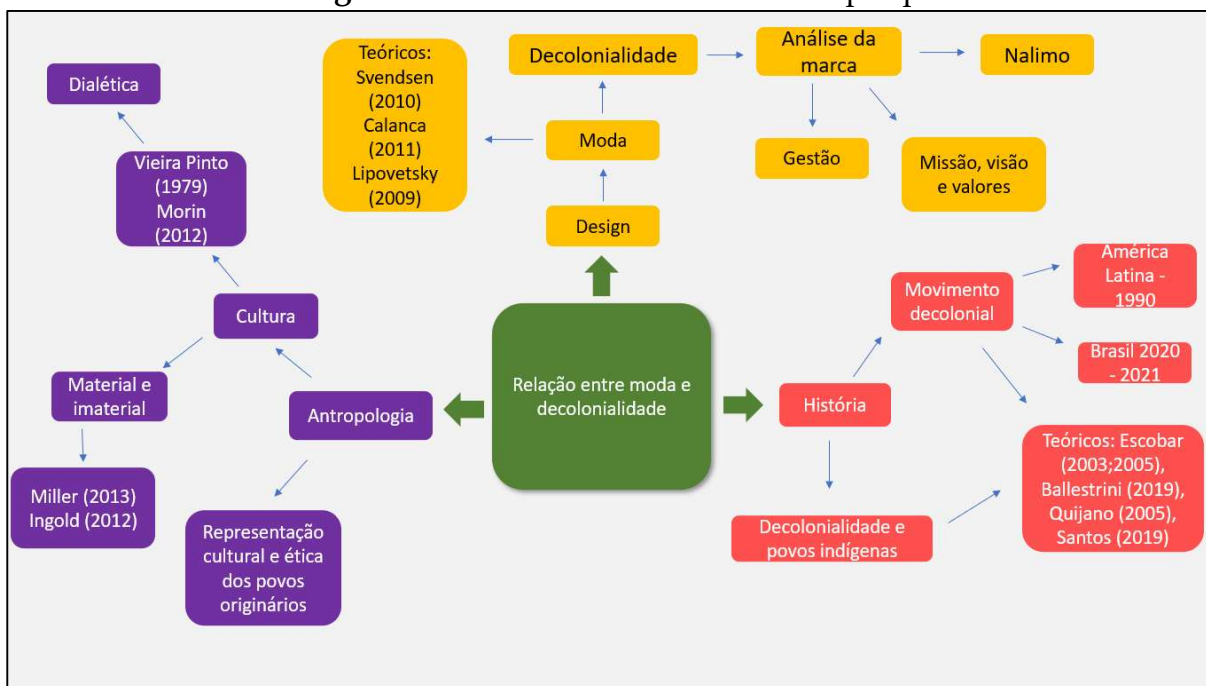 Teóricos:
Svendsen
(2010)
Calanca
(2011)
Lipovetsky
(2009)
Decolonialidade
Análise da
marca
Nalimo
Moda
Gestão
Missão, visão
e valores
Design
Dialética
Vieira Pinto
(1979)
Morin
(2012)
Cultura
Material e
imaterial
Antropologia
Miller (2013)
Ingold (2012)
Representação
cultural e ética
dos povos
originários
Relação entre moda e
decolonialidade
História
Movimento
decolonial
América
Latina -
1990
Brasil 2020
- 2021
Teóricos: Escobar
(2003;2005),
Ballestrini (2019),
Quijano (2005),
Santos (2019)
Decolonialidade e
povos indígenas